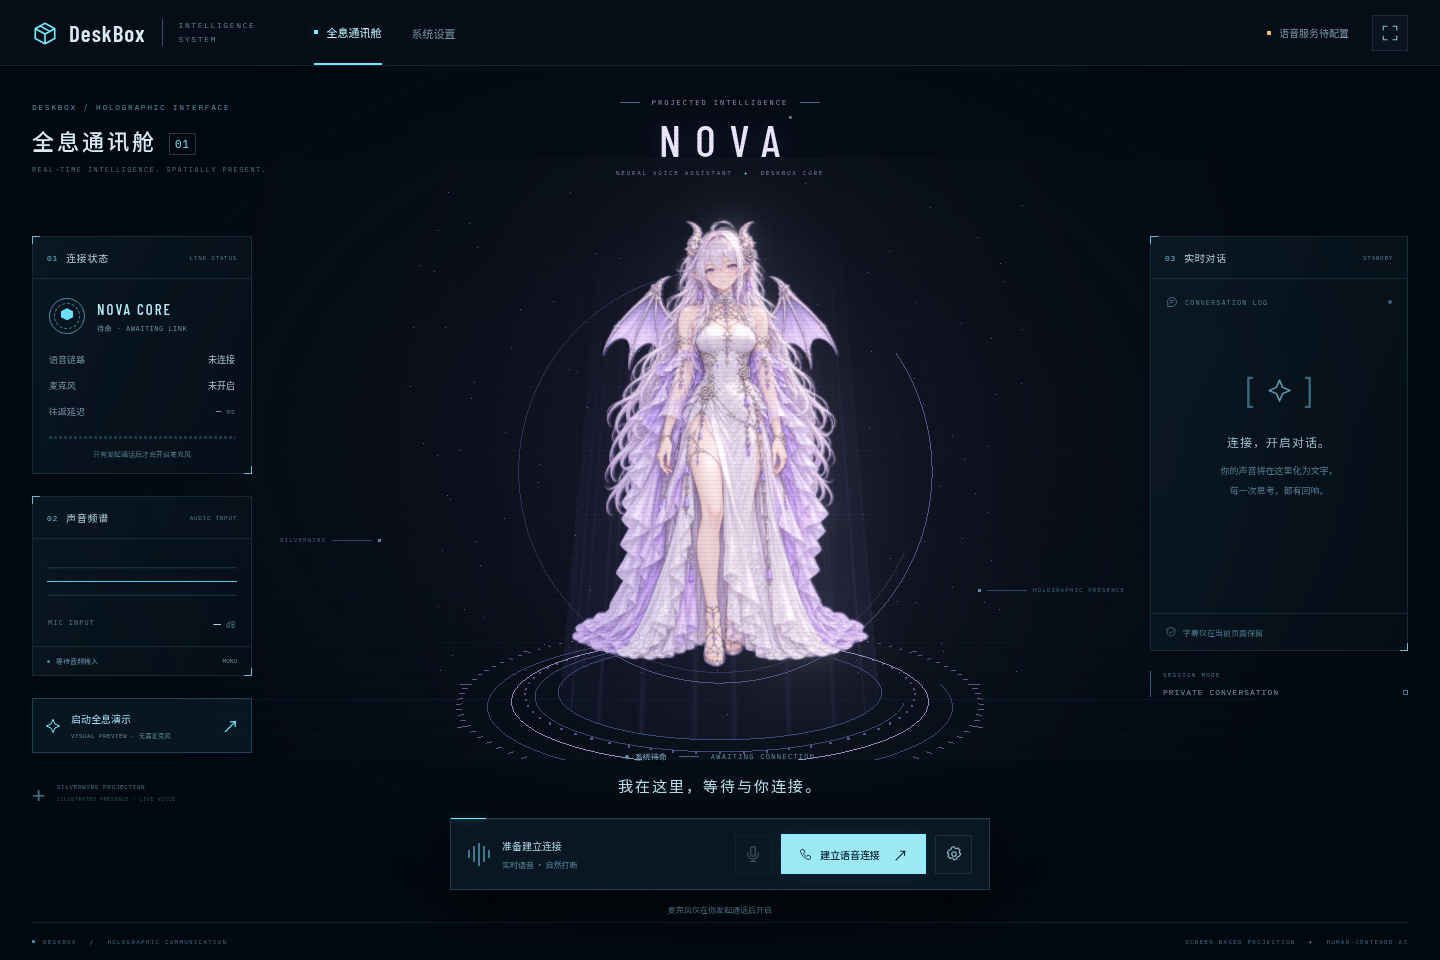 DeskBox
INTELLIGENCE
SYSTEM
全息通讯舱
系统设置
语音服务待配置
DESKBOX / HOLOGRAPHIC INTERFACE
全息通讯舱 01
REAL-TIME INTELLIGENCE. SPATIALLY PRESENT.
PROJECTED INTELLIGENCE
NOVA
NEURAL VOICE ASSISTANT ✦ DESKBOX CORE
01 连接状态 LINK STATUS
NOVA CORE
待命 · AWAITING LINK
语音链路 未连接
麦克风 未开启
往返延迟 — ms
只有发起通话后才会开启麦克风
02 声音频谱 AUDIO INPUT
MIC INPUT — dB
等待音频输入 MONO
启动全息演示
VISUAL PREVIEW · 无需麦克风
SILVERWING PROJECTION
ILLUSTRATED PRESENCE / LIVE VOICE
SILVERWING
HOLOGRAPHIC PRESENCE
03 实时对话 STANDBY
CONVERSATION LOG
连接，开启对话。
你的声音将在这里化为文字，
每一次思考，都有回响。
字幕仅在当前页面保留
SESSION MODE
PRIVATE CONVERSATION
系统待命 AWAITING CONNECTION
我在这里，等待与你连接。
准备建立连接
实时语音 · 自然打断
建立语音连接
麦克风仅在你发起通话后开启
DESKBOX / HOLOGRAPHIC COMMUNICATION
SCREEN-BASED PROJECTION ✦ HUMAN-CENTERED AI